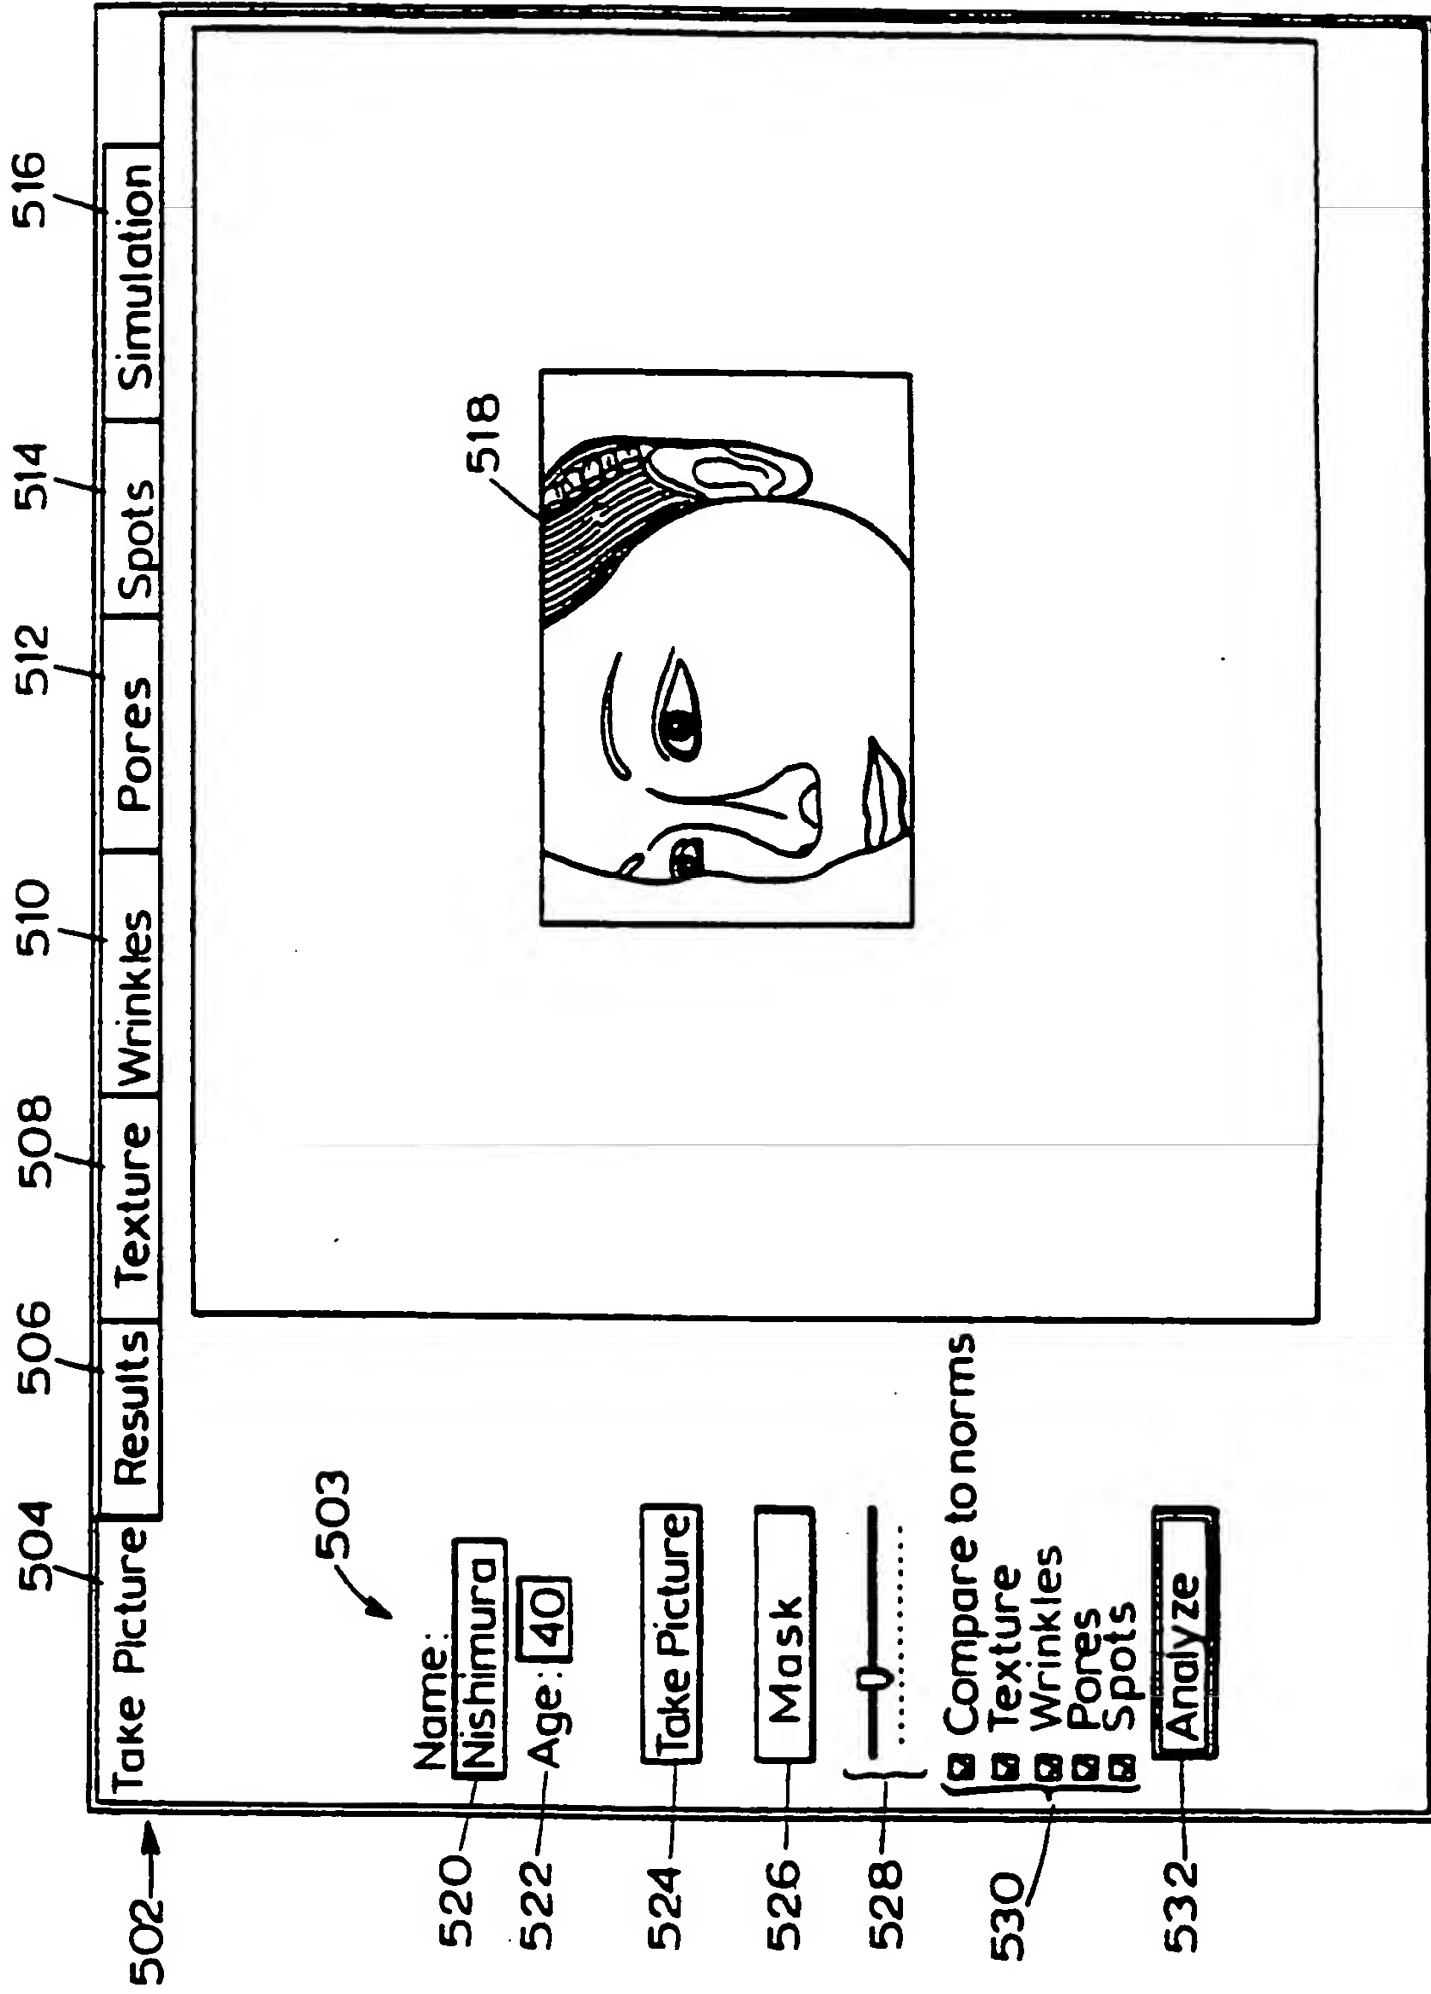 504 506 508 510 512 514 516
502
Take Picture Results Texture Wrinkles Pores Spots Simulation
503
518
Name:
520 Nishimura
522 Age: 40
524 Take Picture
526 Mask
528
530
Compare to norms
Texture
Wrinkles
Pores
Spots
532 Analyze